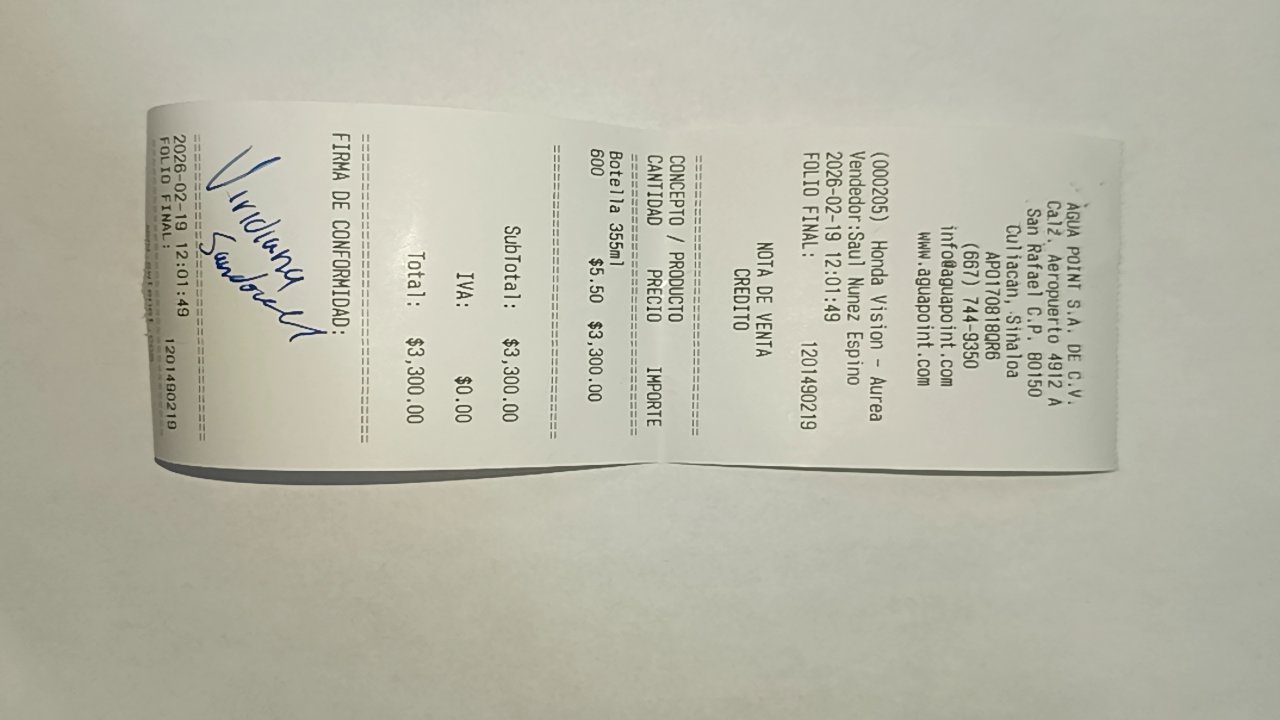 AGUA POINT S.A. DE C.V.
Calz. Aeropuerto 4912 A
San Rafael C.P. 80150
Culiacan, Sinaloa
APO170818QR6
(667) 744-9350
info@aguapoint.com
www.aguapoint.com
(000205) Honda Vision - Aurea
Vendedor:Saul Nunez Espino
2026-02-19 12:01:49
FOLIO FINAL: 1201490219
NOTA DE VENTA
CREDITO
==============================
CONCEPTO / PRODUCTO
CANTIDAD PRECIO IMPORTE
==============================
Botella 355ml
600 $5.50 $3,300.00
==============================
SubTotal: $3,300.00
IVA: $0.00
Total: $3,300.00
==============================
FIRMA DE CONFORMIDAD:
Viridiana
Sandoval
==============================
2026-02-19 12:01:49
FOLIO FINAL: 1201490219